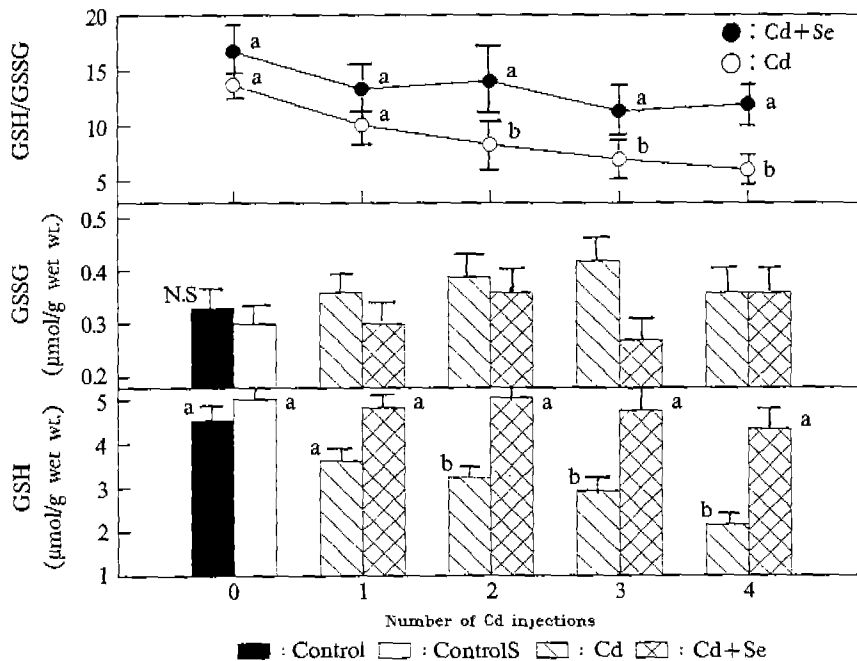 20
15
10
5
GSH/GSSG
a
a
a
a
a
a
a
b
b
b
● : Cd+Se
○ : Cd
0.5
0.4
0.3
0.2
GSSG
(µmol/g wet wt.)
N.S
5
4
3
2
1
GSH
(µmol/g wet wt.)
a
a
a
a
b
a
b
a
b
a
0
1
2
3
4
Number of Cd injections
: Control
: ControlS
: Cd
: Cd+Se